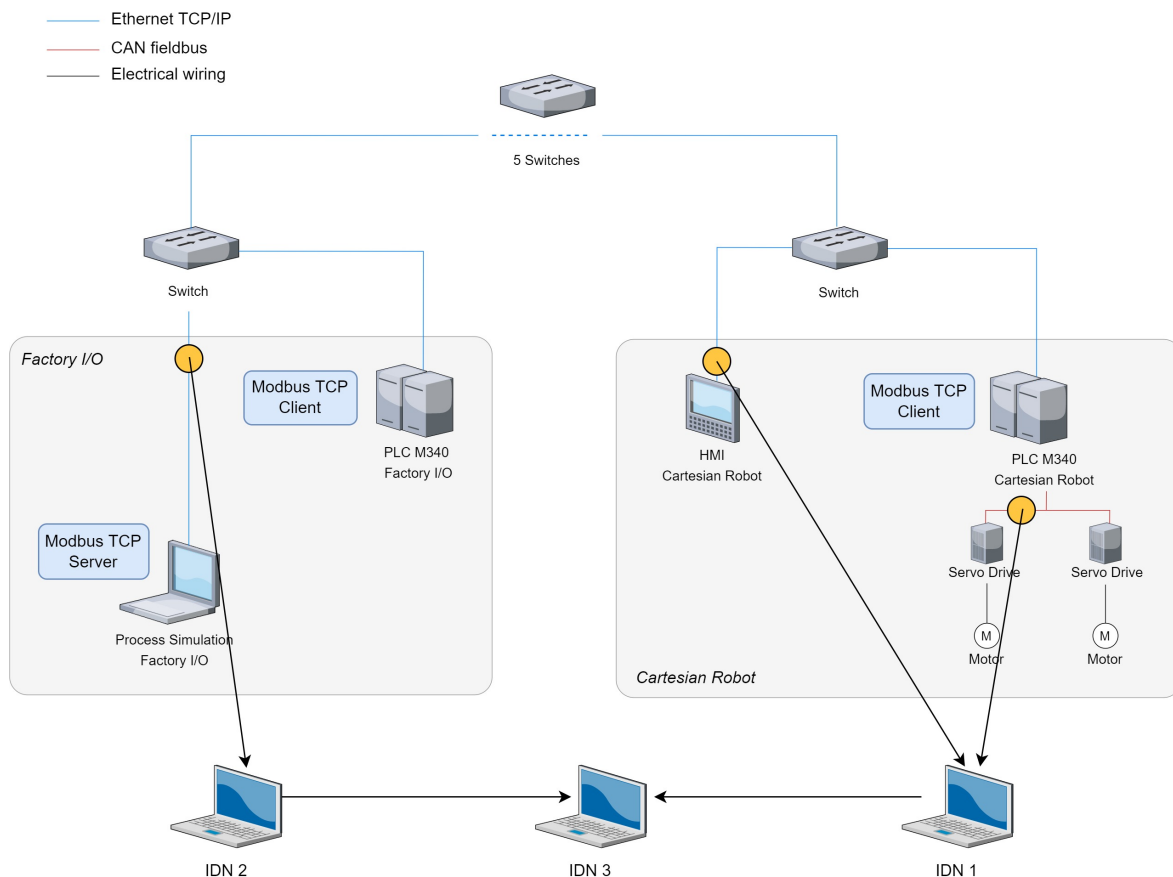 Ethernet TCP/IP
CAN fieldbus
Electrical wiring
5 Switches
Switch
Switch
Factory I/O
Modbus TCP
Client
PLC M340
Factory I/O
Modbus TCP
Server
Process Simulation
Factory I/O
HMI
Cartesian Robot
Modbus TCP
Client
PLC M340
Cartesian Robot
Servo Drive
Servo Drive
M
M
Motor
Motor
Cartesian Robot
IDN 2
IDN 3
IDN 1